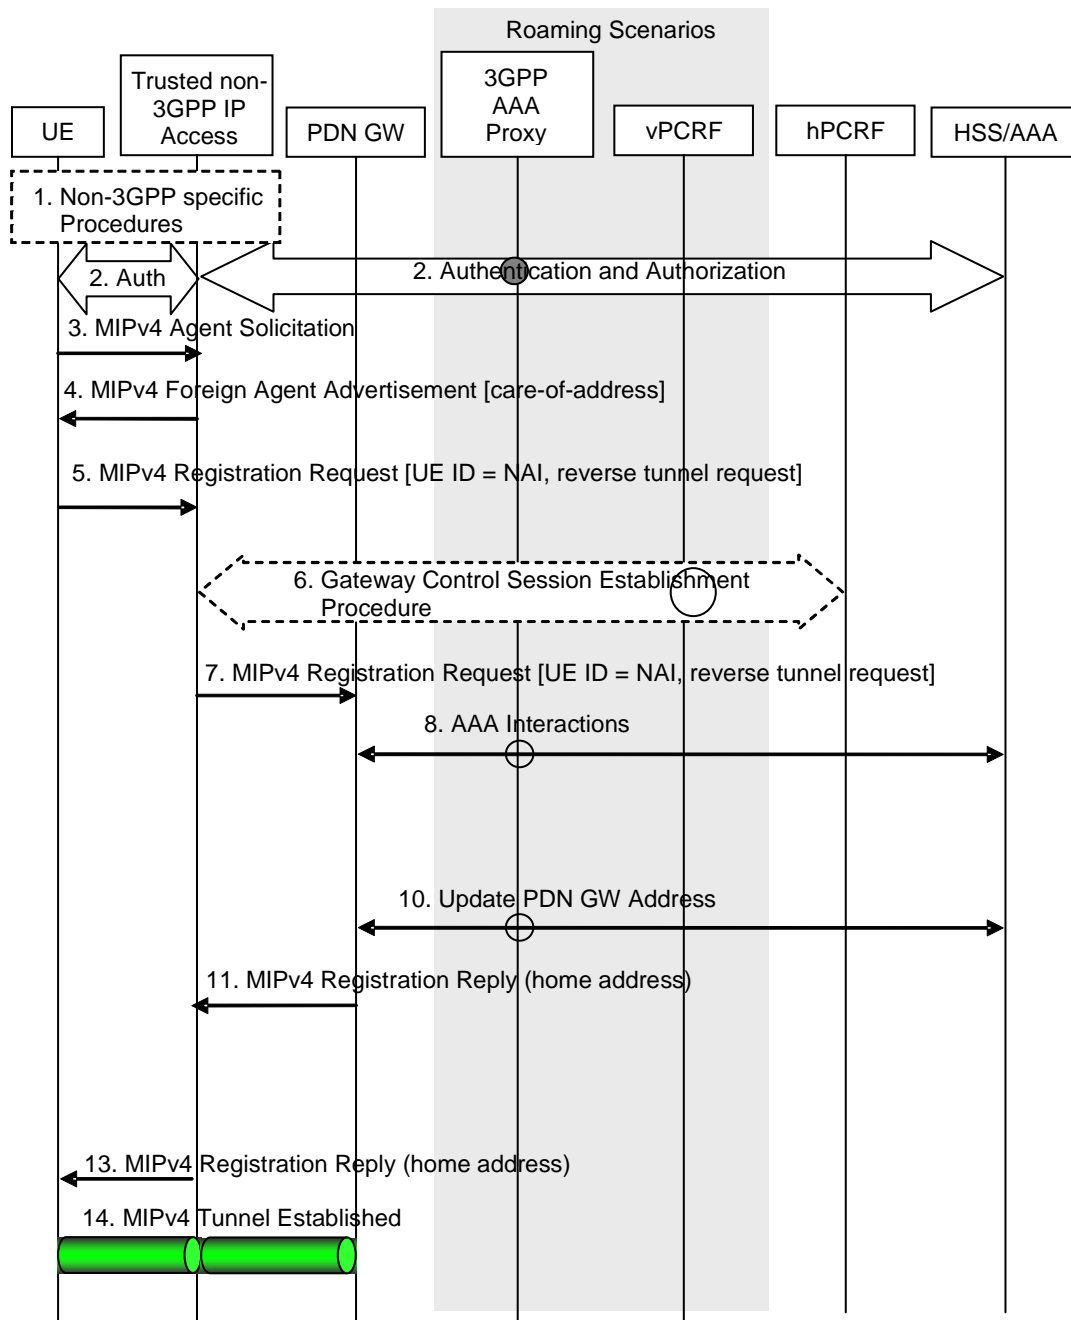 Roaming Scenarios
UE
Trusted non-
3GPP IP
Access
PDN GW
3GPP
AAA
Proxy
vPCRF
hPCRF
HSS/AAA
1. Non-3GPP specific
Procedures
2. Auth
2. Authentication and Authorization
3. MIPv4 Agent Solicitation
4. MIPv4 Foreign Agent Advertisement [care-of-address]
5. MIPv4 Registration Request [UE ID = NAI, reverse tunnel request]
6. Gateway Control Session Establishment
Procedure
7. MIPv4 Registration Request [UE ID = NAI, reverse tunnel request]
8. AAA Interactions
10. Update PDN GW Address
11. MIPv4 Registration Reply (home address)
13. MIPv4 Registration Reply (home address)
14. MIPv4 Tunnel Established